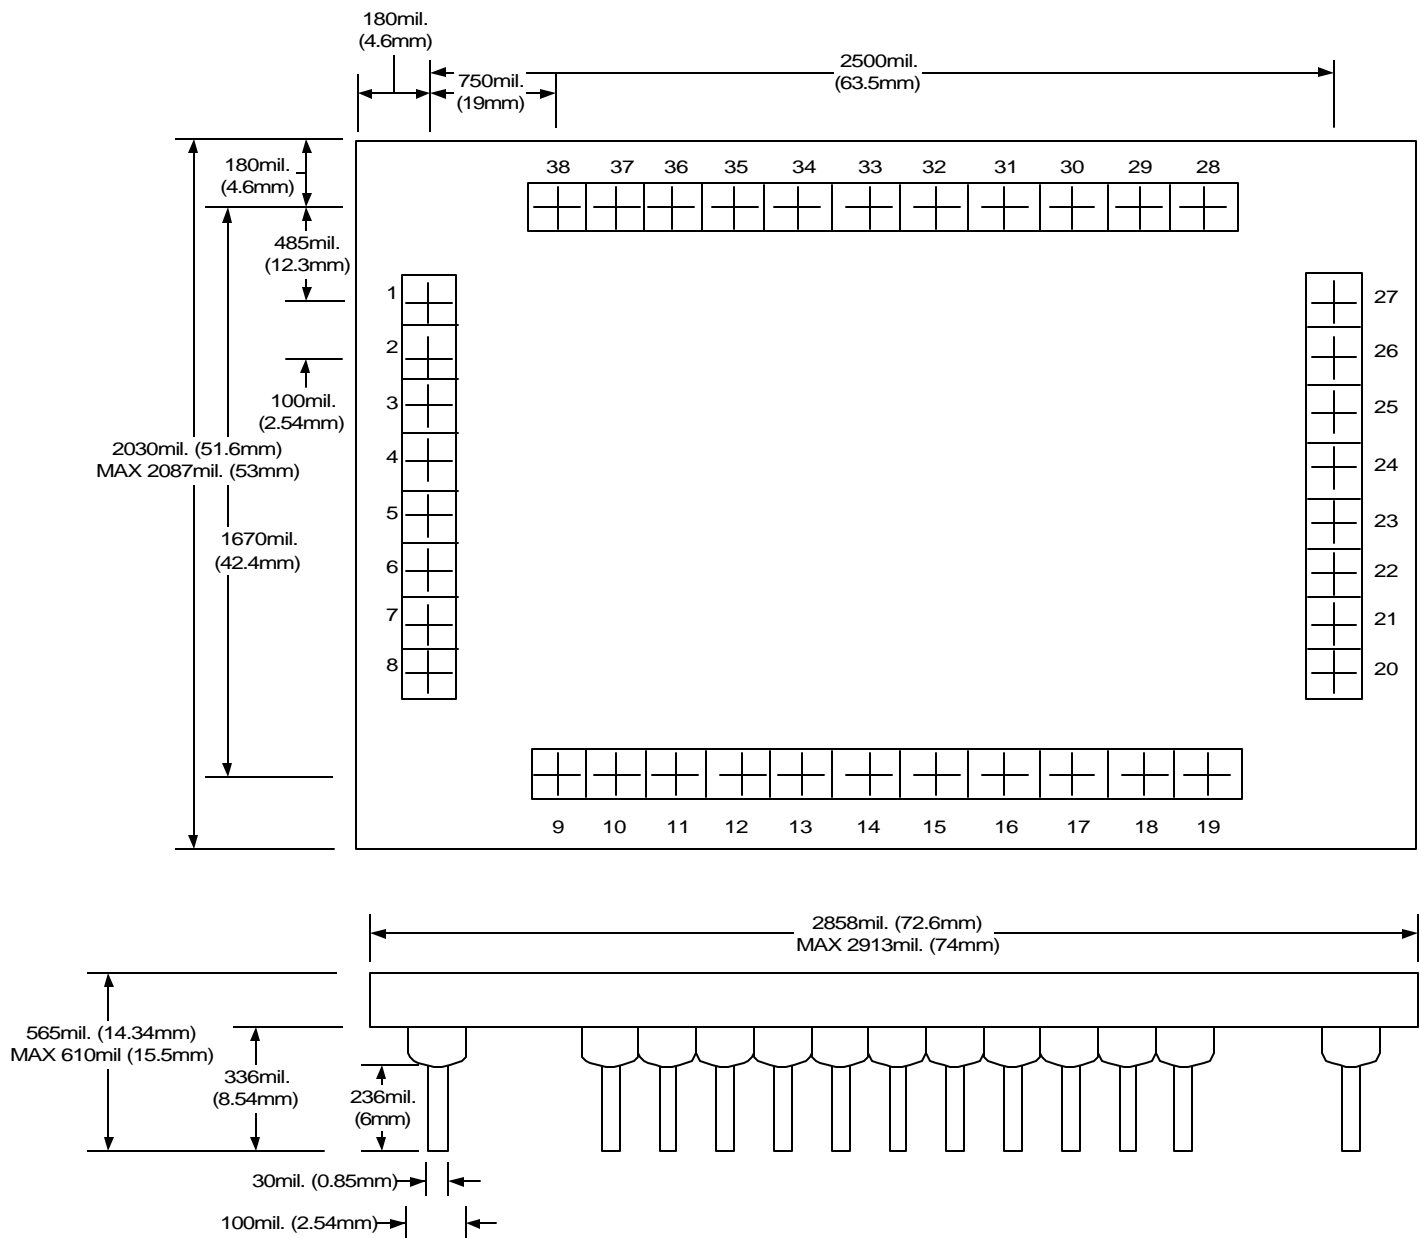 180mil.
(4.6mm)
2500mil.
(63.5mm)
750mil.
(19mm)
180mil.
(4.6mm)
38 37 36 35 34 33 32 31 30 29 28
485mil.
(12.3mm)
1
2
3
4
5
6
7
8
27
26
25
24
23
22
21
20
100mil.
(2.54mm)
2030mil. (51.6mm)
MAX 2087mil. (53mm)
1670mil.
(42.4mm)
9 10 11 12 13 14 15 16 17 18 19
2858mil. (72.6mm)
MAX 2913mil. (74mm)
565mil. (14.34mm)
MAX 610mil (15.5mm)
336mil.
(8.54mm)
236mil.
(6mm)
30mil. (0.85mm)
100mil. (2.54mm)